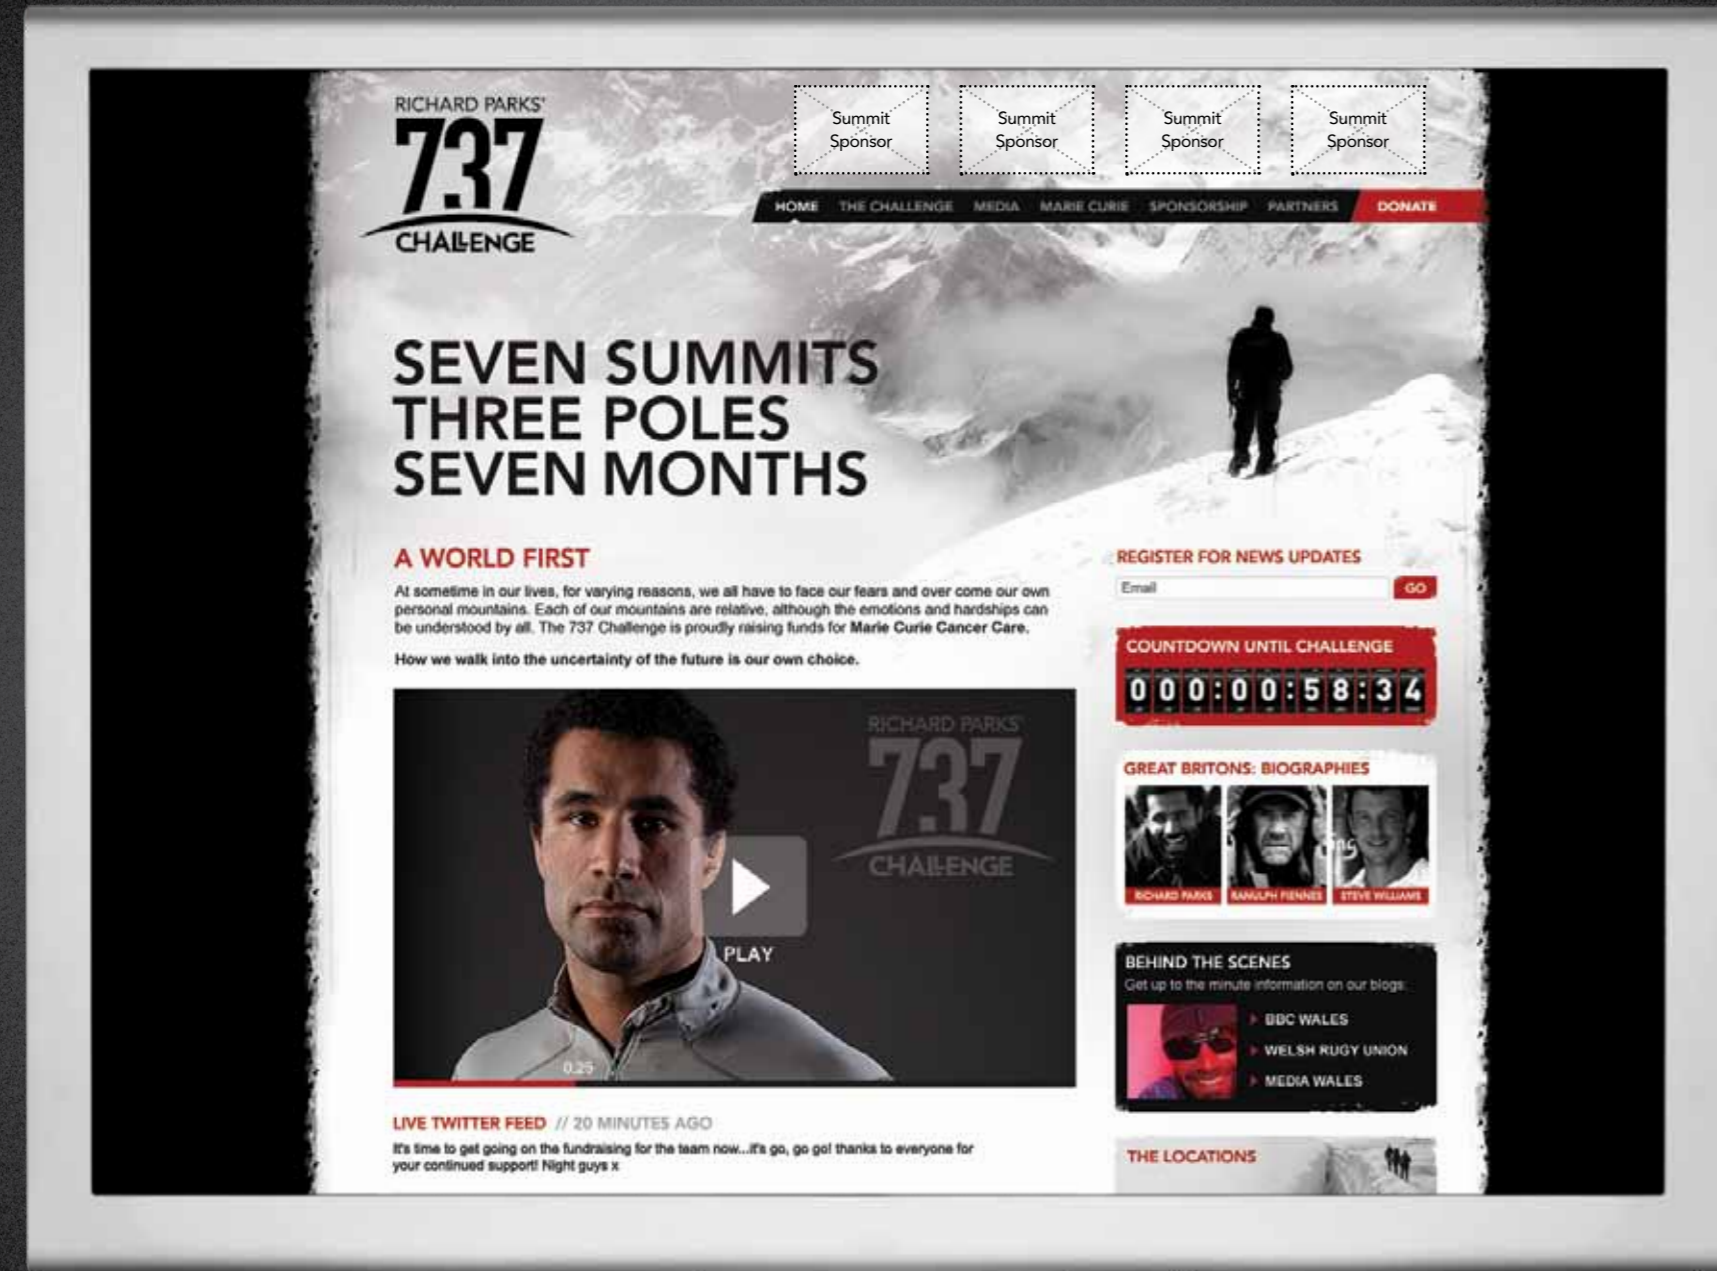 RICHARD PARKS'
737
CHALLENGE
Summit
Sponsor
Summit
Sponsor
Summit
Sponsor
Summit
Sponsor
HOME THE CHALLENGE MEDIA MARIE CURIE SPONSORSHIP PARTNERS DONATE
SEVEN SUMMITS
THREE POLES
SEVEN MONTHS
A WORLD FIRST
At sometime in our lives, for varying reasons, we all have to face our fears and over come our own
personal mountains. Each of our mountains are relative, although the emotions and hardships can
be understood by all. The 737 Challenge is proudly raising funds for Marie Curie Cancer Care.
How we walk into the uncertainty of the future is our own choice.
RICHARD PARKS'
737
CHALLENGE
PLAY
0:25
LIVE TWITTER FEED // 20 MINUTES AGO
It's time to get going on the fundraising for the team now...it's go, go go! thanks to everyone for
your continued support! Night guys x
REGISTER FOR NEWS UPDATES
Email GO
COUNTDOWN UNTIL CHALLENGE
000:00:58:34
GREAT BRITONS: BIOGRAPHIES
RICHARD PARKS RANULPH FIENNES STEVE WILLIAMS
BEHIND THE SCENES
Get up to the minute information on our blogs:
BBC WALES
WELSH RUGY UNION
MEDIA WALES
THE LOCATIONS